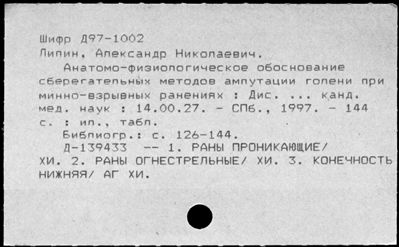 Шифр Д97-1002
Липин, Александр Николаевич.
Анатомо-физиологическое обоснование
сберегательных методов ампутации голени при
минно-взрывных ранениях : Дис. ... канд.
мед. наук : 14.00.27. - СПб., 1997. - 144
с. : ил., табл.
Библиогр.: с. 126-144.
Д-139433 -- 1. РАНЫ ПРОНИКАЮЩИЕ/
ХИ. 2. РАНЫ ОГНЕСТРЕЛЬНЫЕ/ ХИ. 3. КОНЕЧНОСТЬ
НИЖНЯЯ/ АГ ХИ.